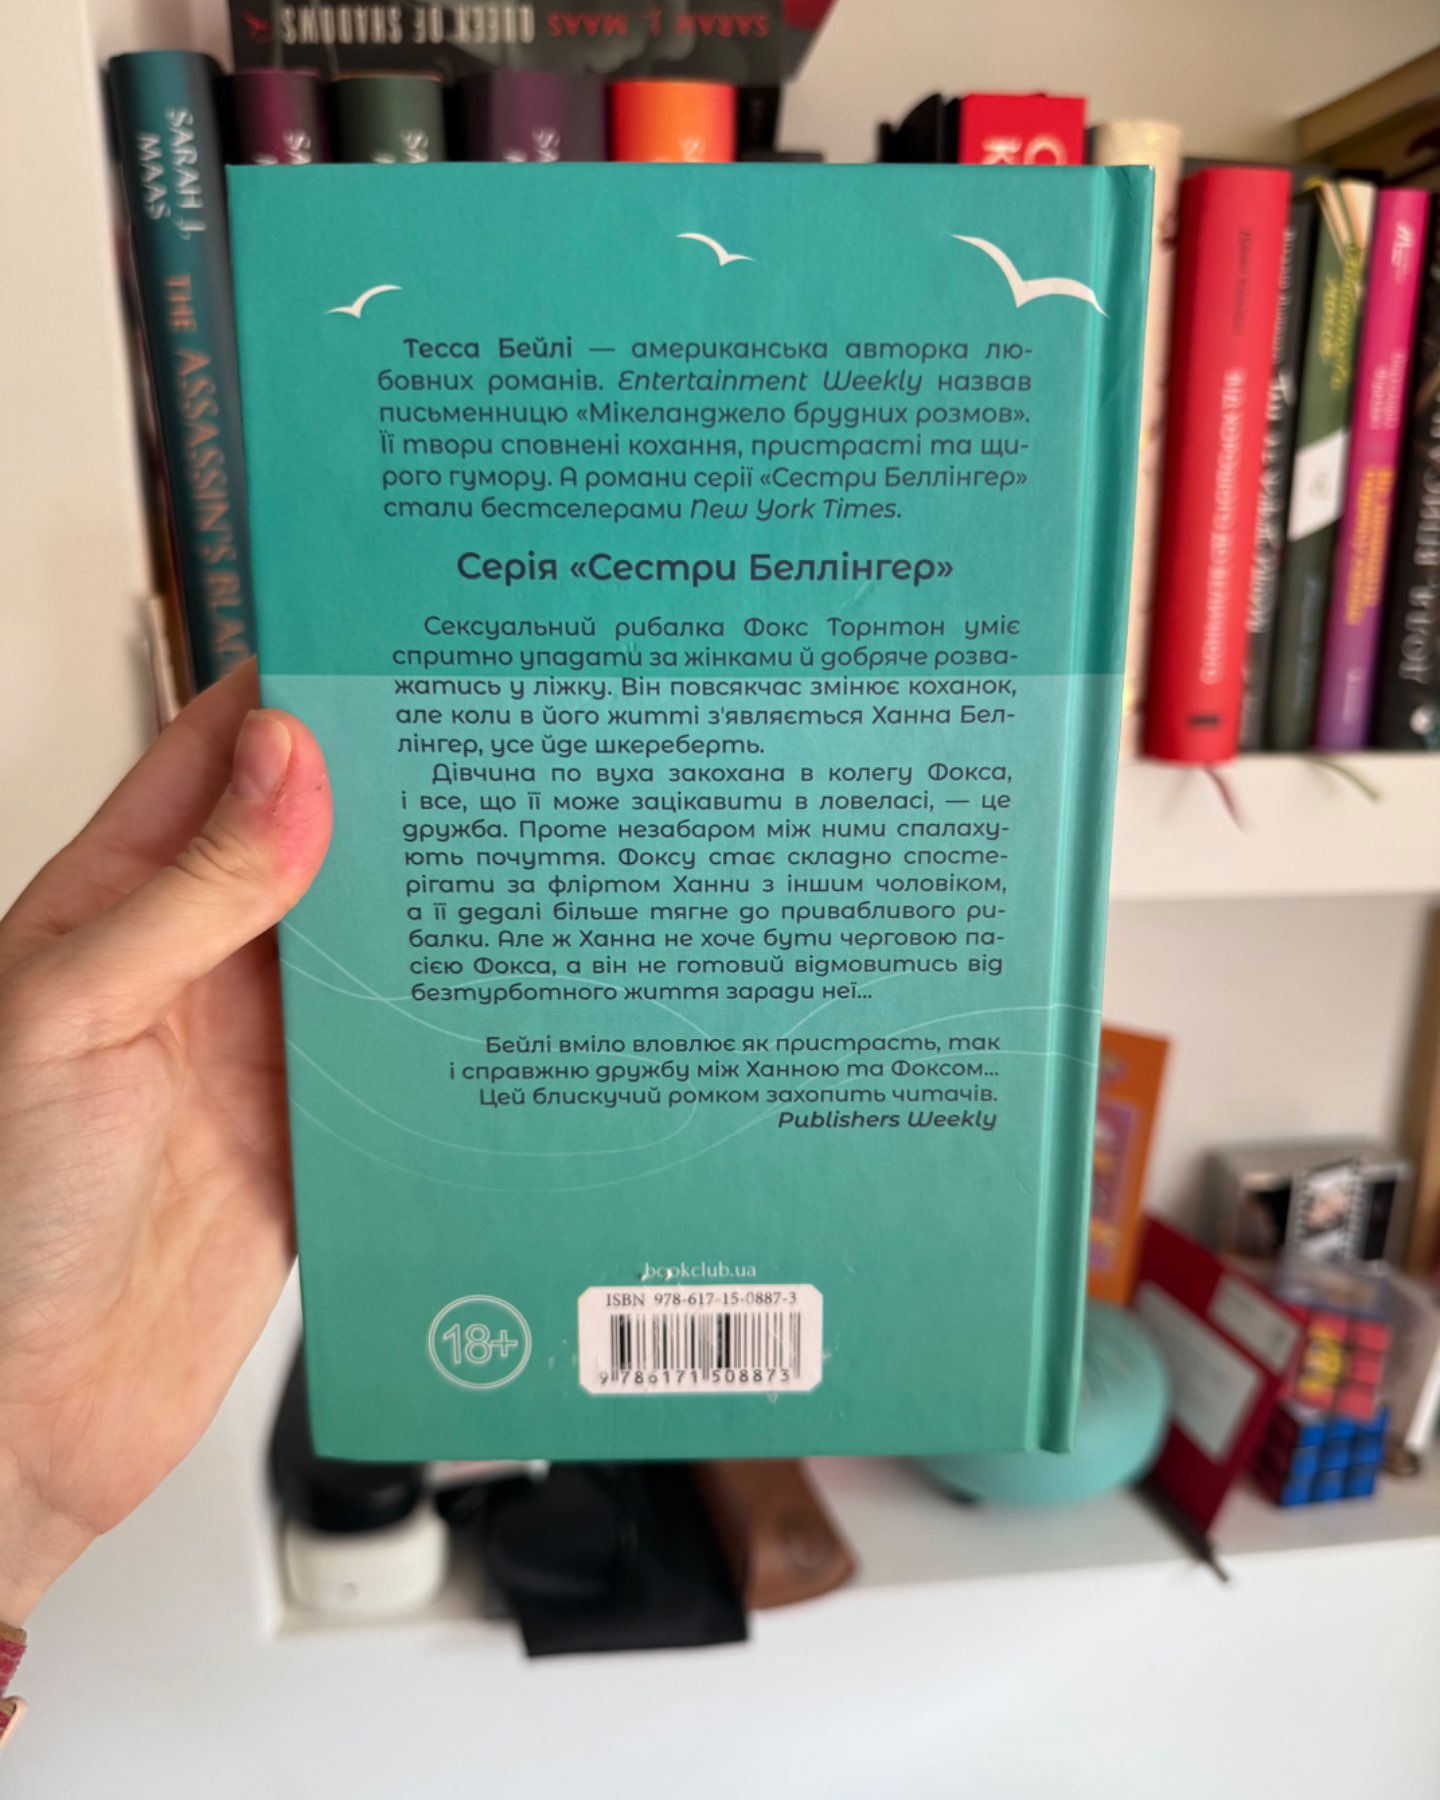 SARAH J. MAAS QUEEN OF SHADOWS
SARAH J.
MAAS
THE ASSASSIN'S BLA
Тесса Бейлі — американська авторка лю-
бовних романів. Entertainment Weekly назвав
письменницю «Мікеланджело брудних розмов».
Її твори сповнені кохання, пристрасті та щи-
рого гумору. А романи серії «Сестри Беллінгер»
стали бестселерами New York Times.
Серія «Сестри Беллінгер»
Сексуальний рибалка Фокс Торнтон уміє
спритно упадати за жінками й добряче розва-
жатись у ліжку. Він повсякчас змінює коханок,
але коли в його житті з'являється Ханна Бел-
лінгер, усе йде шкереберть.
Дівчина по вуха закохана в колегу Фокса,
і все, що її може зацікавити в ловеласі, — це
дружба. Проте незабаром між ними спалаху-
ють почуття. Фоксу стає складно спосте-
рігати за фліртом Ханни з іншим чоловіком,
а її дедалі більше тягне до привабливого ри-
балки. Але ж Ханна не хоче бути черговою па-
сією Фокса, а він не готовий відмовитись від
безтурботного життя заради неї...
Бейлі вміло вловлює як пристрасть, так
і справжню дружбу між Ханною та Фоксом...
Цей блискучий ромком захопить читачів.
Publishers Weekly
bookclub.ua
18+
ISBN 978-617-15-0887-3
9 786171 508873